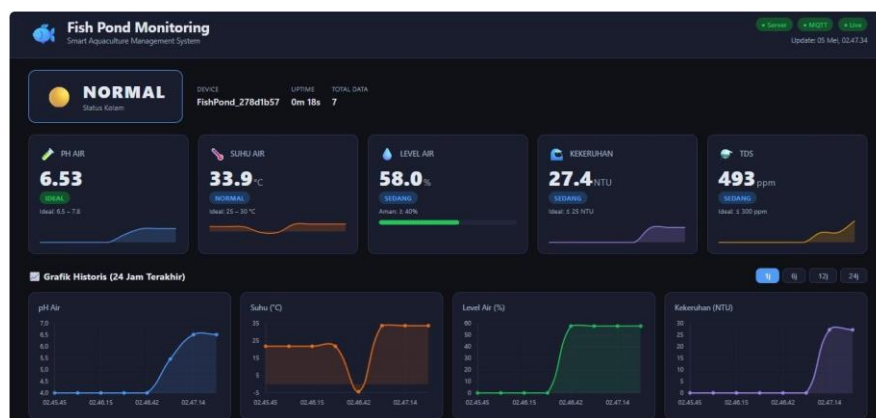 Fish Pond Monitoring
Smart Aquaculture Management System
• Server • MQTT • Live
Update: 05 Mei, 02.47.34
NORMAL
Status Kolam
DEVICE UPTIME TOTAL DATA
FishPond_278d1b57 0m 18s 7
PH AIR
6.53
IDEAL
Ideal: 6.5 – 7.8
SUHU AIR
33.9 °C
NORMAL
Ideal: 25 – 30 °C
LEVEL AIR
58.0 %
SEDANG
Aman: ≥ 40%
KEKERUHAN
27.4 NTU
SEDANG
Ideal: ≤ 25 NTU
TDS
493 ppm
SEDANG
Ideal: ≤ 300 ppm
Grafik Historis (24 Jam Terakhir)
1j 6j 12j 24j
pH Air
7,0
6,5
6,0
5,5
5,0
4,5
4,0
02.45.45 02.46.15 02.46.42 02.47.14
Suhu (°C)
35
25
15
5
-5
02.45.45 02.46.15 02.46.42 02.47.14
Level Air (%)
60
50
40
30
20
10
0
02.45.45 02.46.15 02.46.42 02.47.14
Kekeruhan (NTU)
30
25
20
15
10
5
0
02.45.45 02.46.15 02.46.42 02.47.14